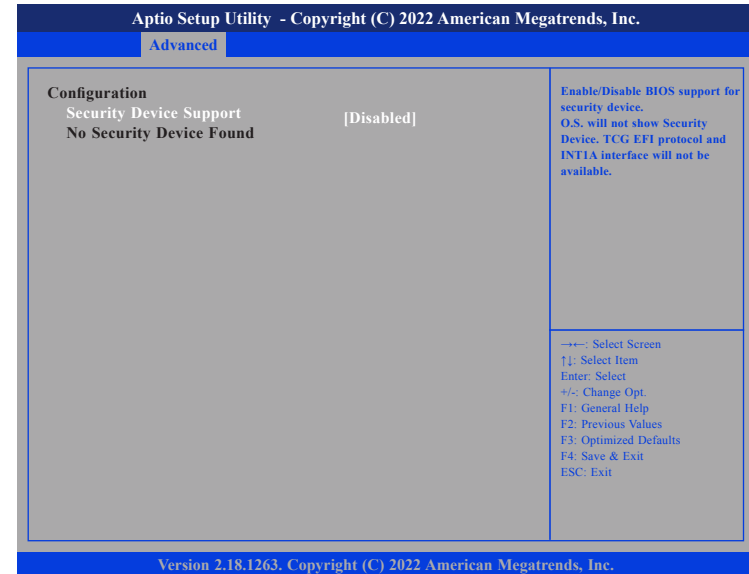 Aptio Setup Utility - Copyright (C) 2022 American Megatrends, Inc.
Advanced
Configuration
Security Device Support [Disabled]
No Security Device Found
Enable/Disable BIOS support for
security device.
O.S. will not show Security
Device. TCG EFI protocol and
INT1A interface will not be
available.
→←: Select Screen
↑↓: Select Item
Enter: Select
+/-: Change Opt.
F1: General Help
F2: Previous Values
F3: Optimized Defaults
F4: Save & Exit
ESC: Exit
Version 2.18.1263. Copyright (C) 2022 American Megatrends, Inc.